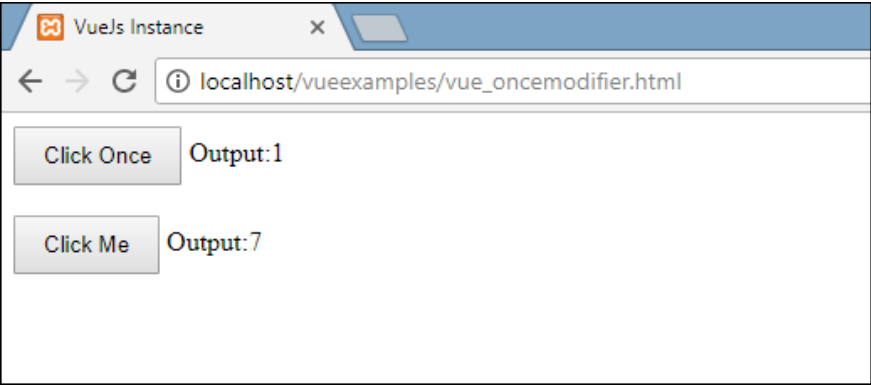 VueJs Instance
localhost/vueexamples/vue_oncemodifier.html
Click Once Output:1
Click Me Output:7